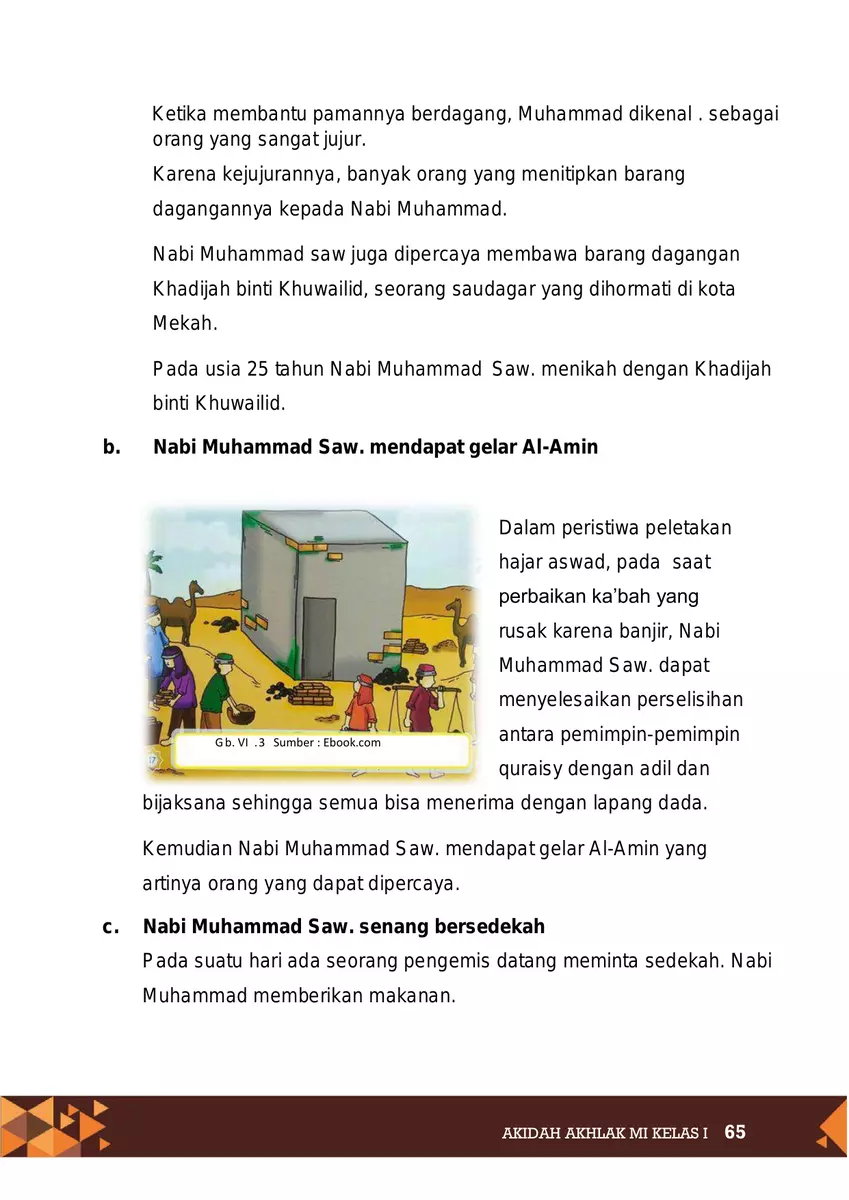 Ketika membantu pamannya berdagang, Muhammad dikenal . sebagai
orang yang sangat jujur.
Karena kejujurannya, banyak orang yang menitipkan barang
dagangannya kepada Nabi Muhammad.
Nabi Muhammad saw juga dipercaya membawa barang dagangan
Khadijah binti Khuwailid, seorang saudagar yang dihormati di kota
Mekah.
Pada usia 25 tahun Nabi Muhammad Saw. menikah dengan Khadijah
binti Khuwailid.
b. Nabi Muhammad Saw. mendapat gelar Al-Amin
Dalam peristiwa peletakan
hajar aswad, pada saat
perbaikan ka’bah yang
rusak karena banjir, Nabi
Muhammad Saw. dapat
menyelesaikan perselisihan
antara pemimpin-pemimpin
quraisy dengan adil dan
17
Gb. VI .3 Sumber : Ebook.com
bijaksana sehingga semua bisa menerima dengan lapang dada.
Kemudian Nabi Muhammad Saw. mendapat gelar Al-Amin yang
artinya orang yang dapat dipercaya.
c. Nabi Muhammad Saw. senang bersedekah
Pada suatu hari ada seorang pengemis datang meminta sedekah. Nabi
Muhammad memberikan makanan.
AKIDAH AKHLAK MI KELAS I 65